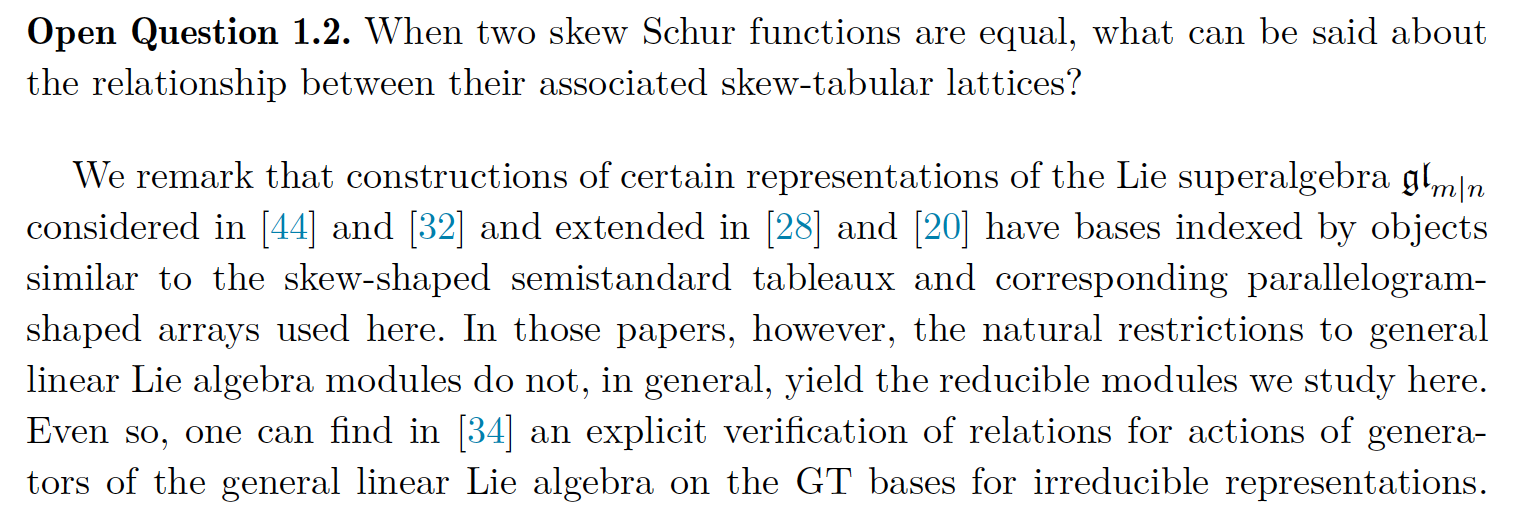 Open Question 1.2. When two skew Schur functions are equal, what can be said about
the relationship between their associated skew-tabular lattices?
We remark that constructions of certain representations of the Lie superalgebra 𝔤𝔩m|n
considered in [44] and [32] and extended in [28] and [20] have bases indexed by objects
similar to the skew-shaped semistandard tableaux and corresponding parallelogram-
shaped arrays used here. In those papers, however, the natural restrictions to general
linear Lie algebra modules do not, in general, yield the reducible modules we study here.
Even so, one can find in [34] an explicit verification of relations for actions of genera-
tors of the general linear Lie algebra on the GT bases for irreducible representations.